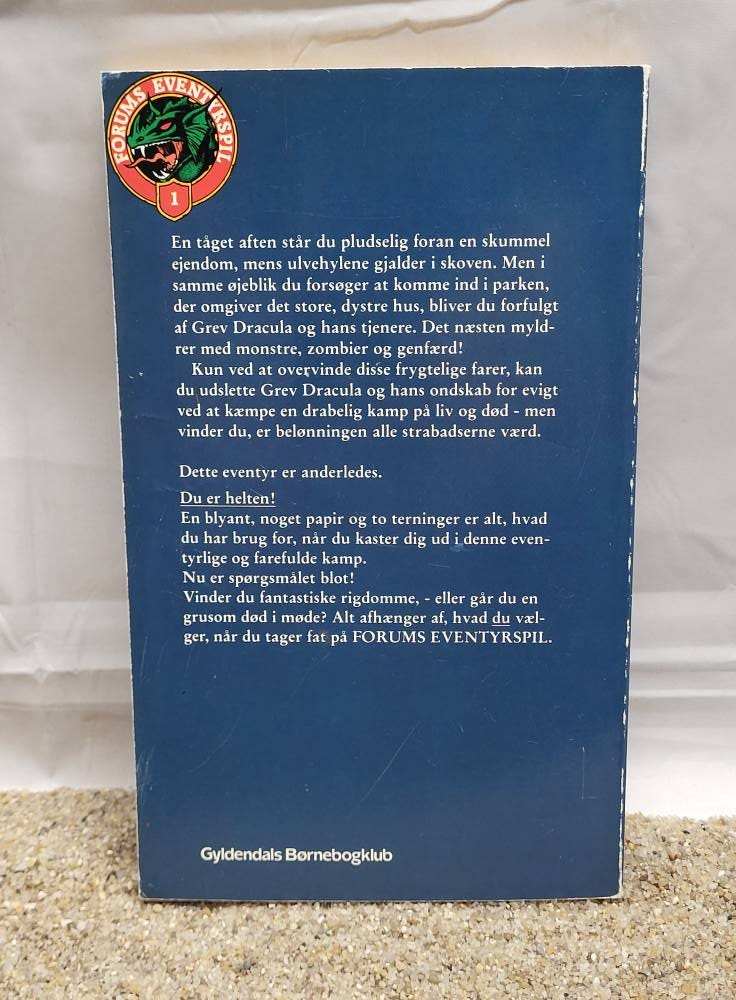 FORUMS EVENTYRSPIL
1
En tåget aften står du pludselig foran en skummel
ejendom, mens ulvehylene gjalder i skoven. Men i
samme øjeblik du forsøger at komme ind i parken,
der omgiver det store, dystre hus, bliver du forfulgt
af Grev Dracula og hans tjenere. Det næsten myld-
rer med monstre, zombier og genfærd!
Kun ved at overvinde disse frygtelige farer, kan
du udslette Grev Dracula og hans ondskab for evigt
ved at kæmpe en drabelig kamp på liv og død - men
vinder du, er belønningen alle strabadserne værd.
Dette eventyr er anderledes.
Du er helten!
En blyant, noget papir og to terninger er alt, hvad
du har brug for, når du kaster dig ud i denne even-
tyrlige og farefulde kamp.
Nu er spørgsmålet blot!
Vinder du fantastiske rigdomme, - eller går du en
grusom død i møde? Alt afhænger af, hvad du væl-
ger, når du tager fat på FORUMS EVENTYRSPIL.
Gyldendals Børnebogklub